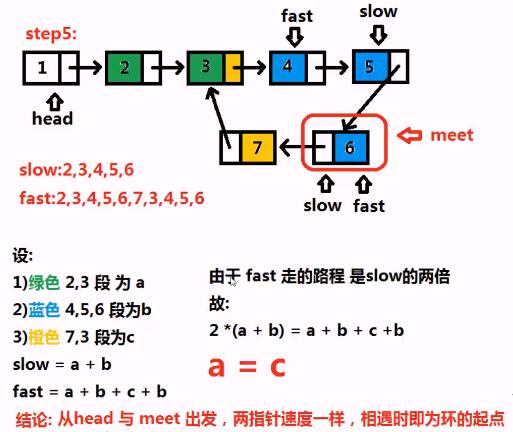 fast
slow
step5:
1
2
3
4
5
head
7
6
meet
slow:2,3,4,5,6
fast:2,3,4,5,6,7,3,4,5,6
slow
fast
设:
1)绿色 2,3 段 为 a
2)蓝色 4,5,6 段为b
3)橙色 7,3 段为c
slow = a + b
fast = a + b + c + b
由于 fast 走的路程 是slow的两倍
故:
2 *(a + b) = a + b + c +b
a = c
结论: 从head 与 meet 出发，两指针速度一样，相遇时即为环的起点